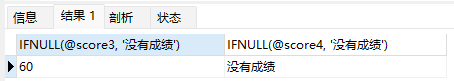 信息 结果 1 剖析 状态
IFNULL(@score3, '没有成绩') IFNULL(@score4, '没有成绩')
60 没有成绩